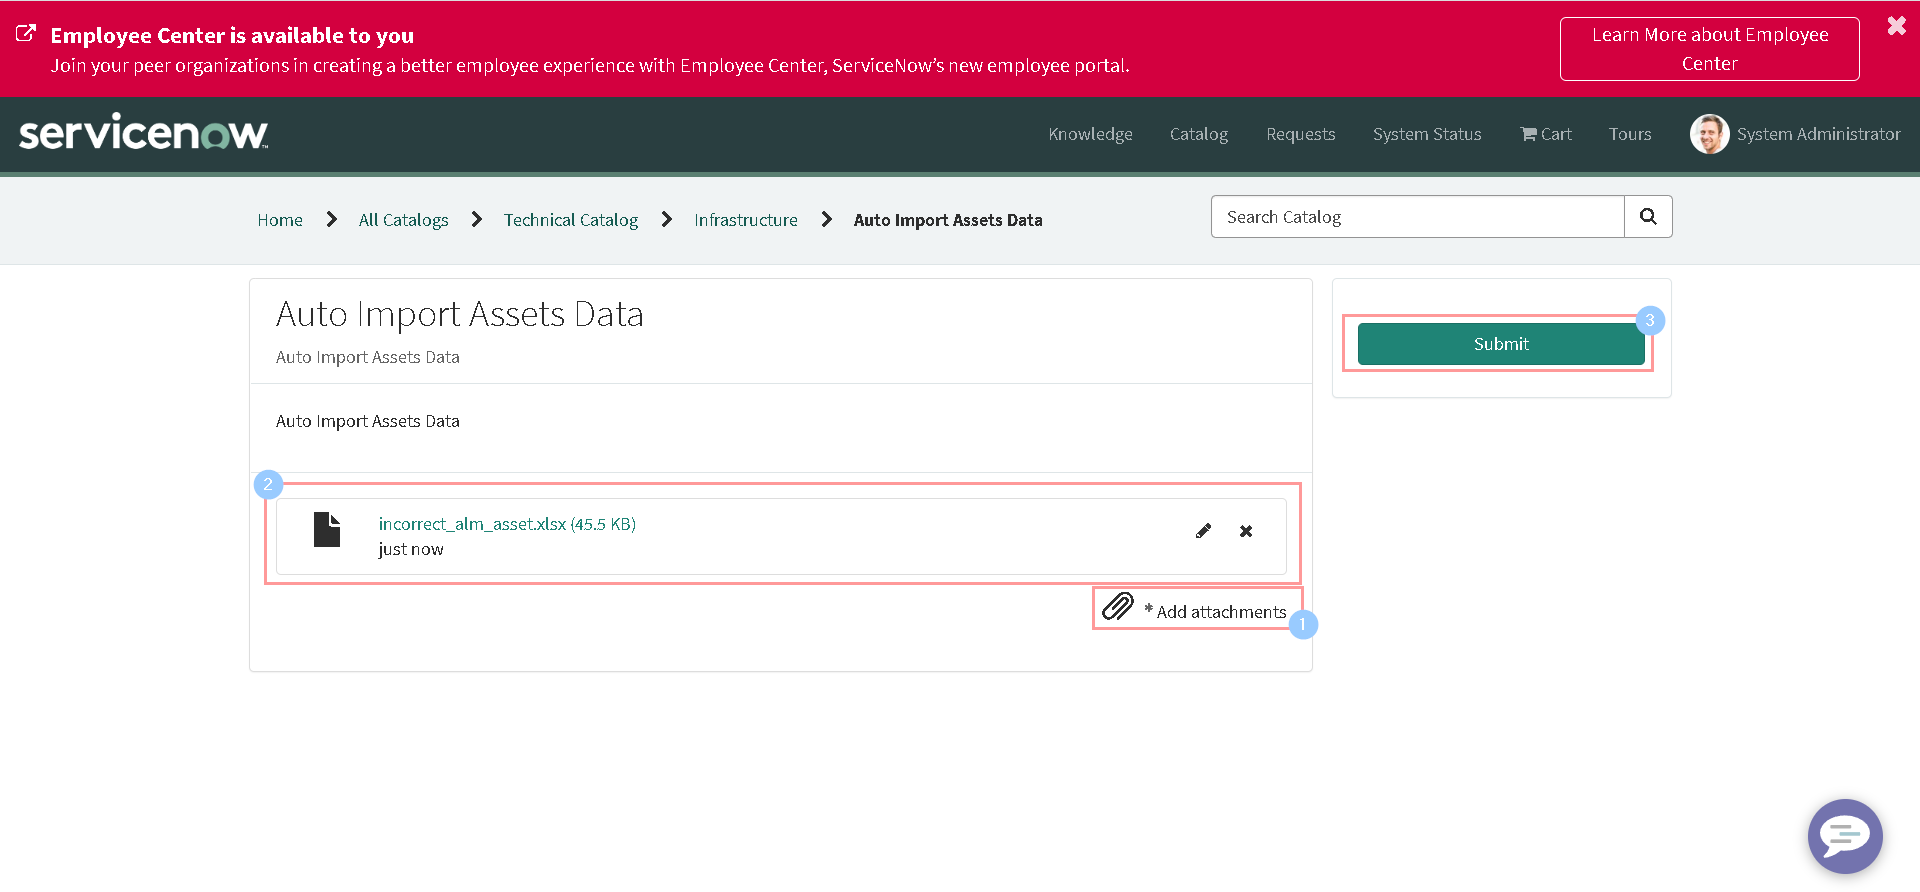 Employee Center is available to you
Join your peer organizations in creating a better employee experience with Employee Center, ServiceNow's new employee portal.
Learn More about Employee
Center
servicenow™
Knowledge
Catalog
Requests
System Status
Cart
Tours
System Administrator
Home
All Catalogs
Technical Catalog
Infrastructure
Auto Import Assets Data
Search Catalog
Auto Import Assets Data
Auto Import Assets Data
3
Submit
Auto Import Assets Data
2
incorrect_alm_asset.xlsx (45.5 KB)
just now
* Add attachments
1